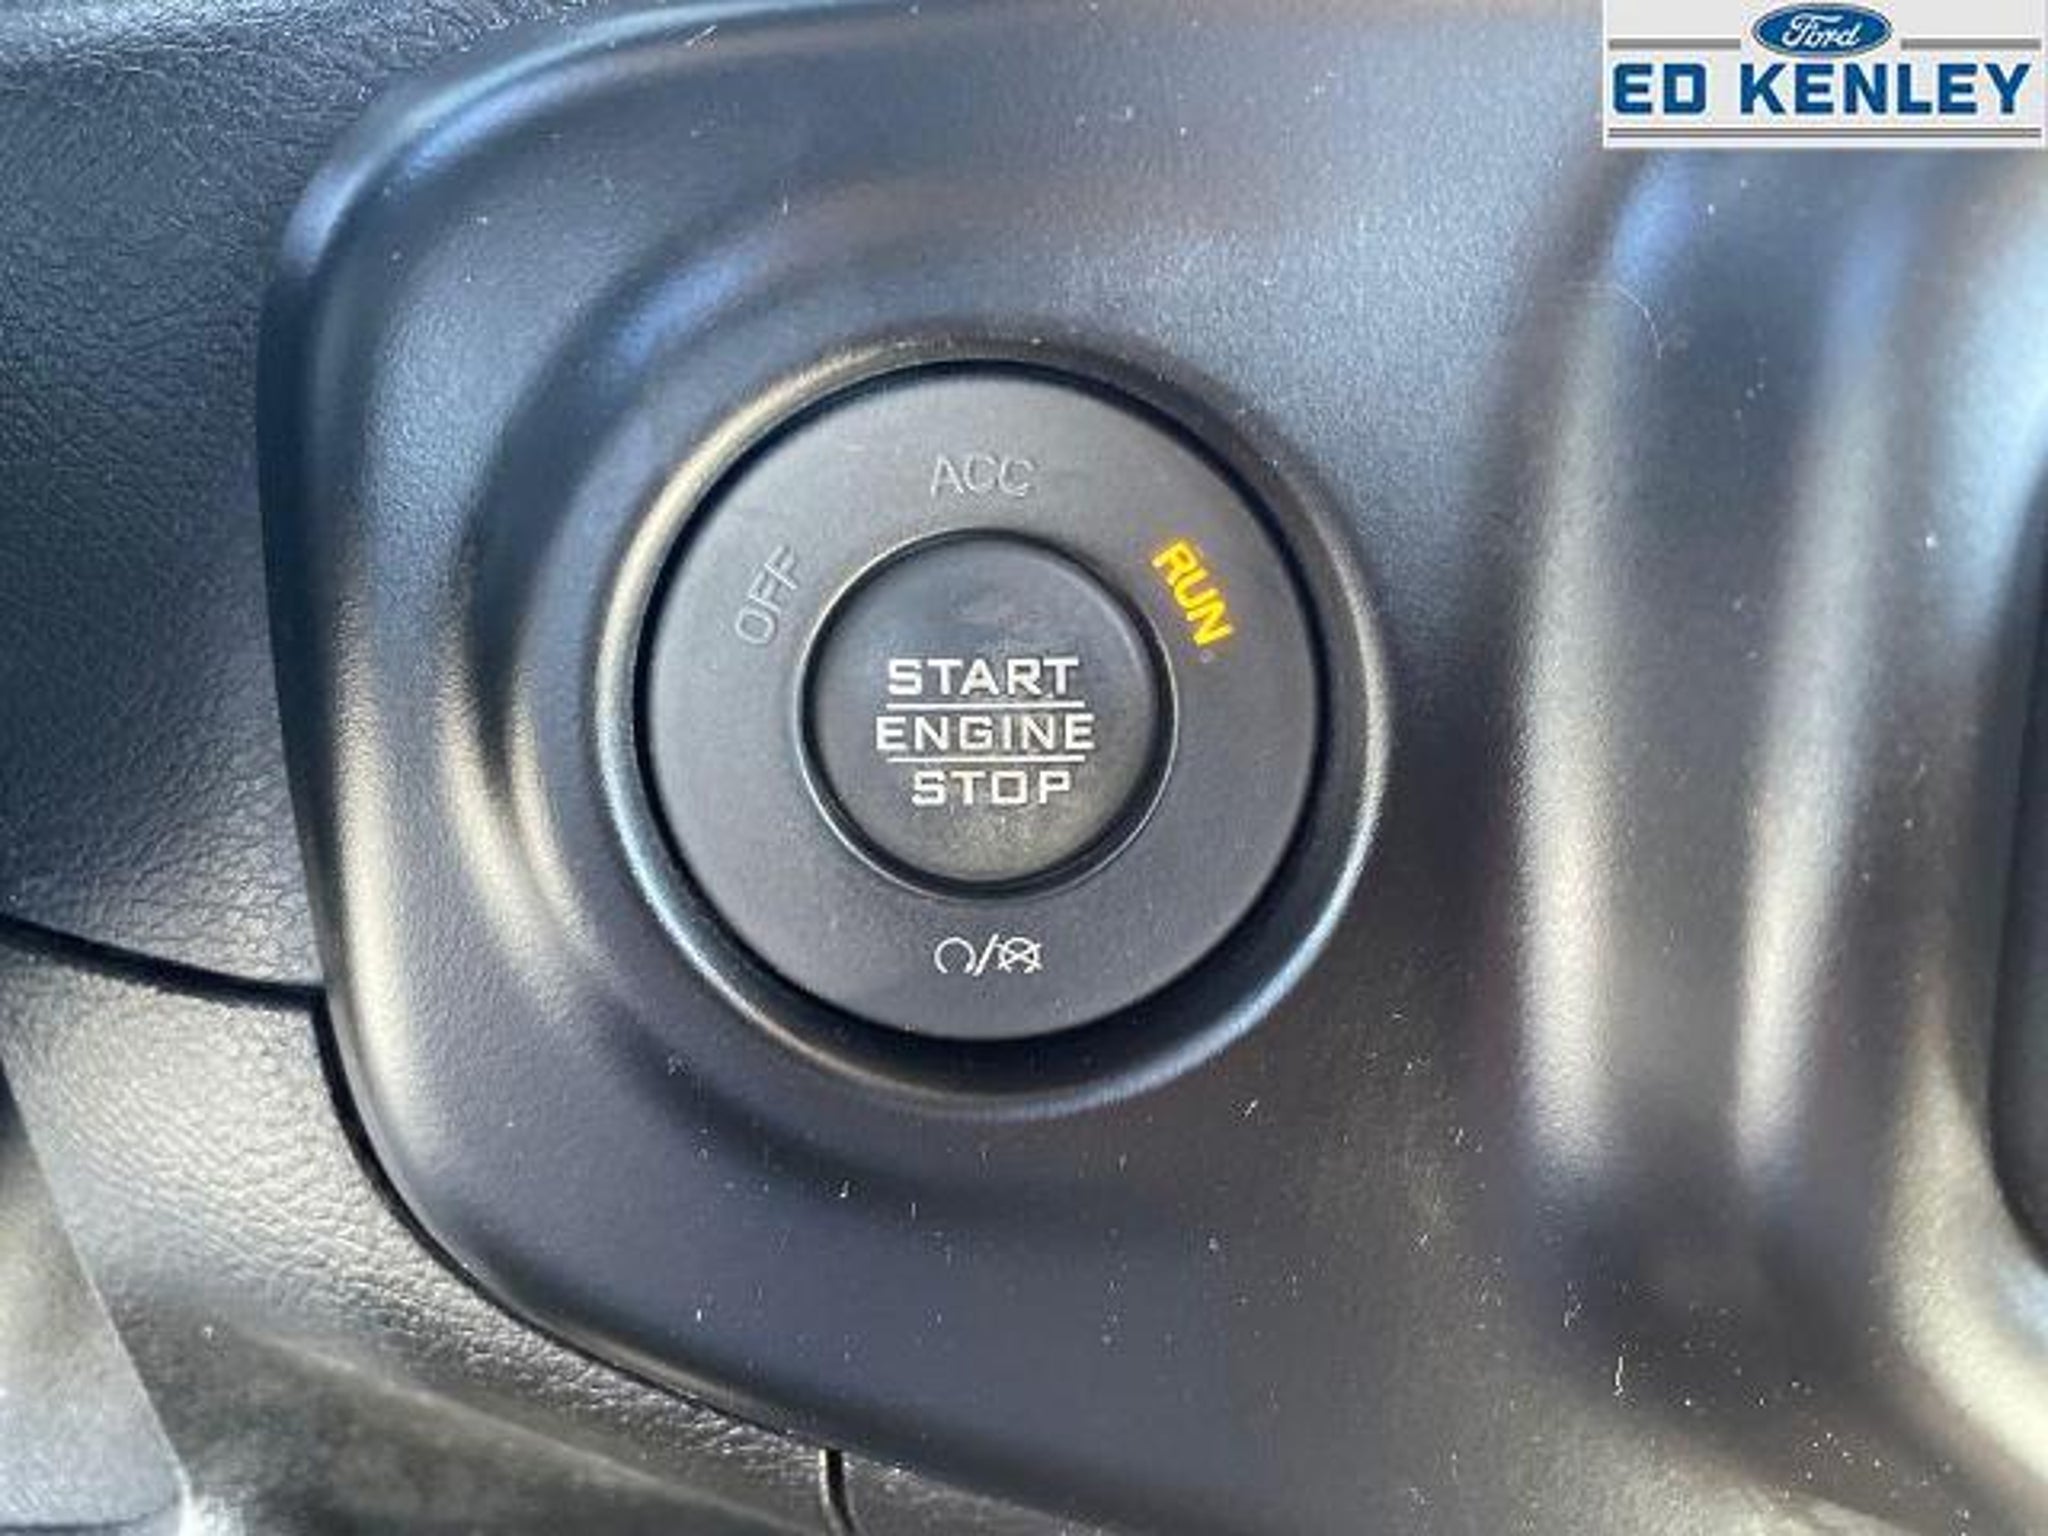 Ford
ED KENLEY
ACC
OFF
RUN
START
ENGINE
STOP